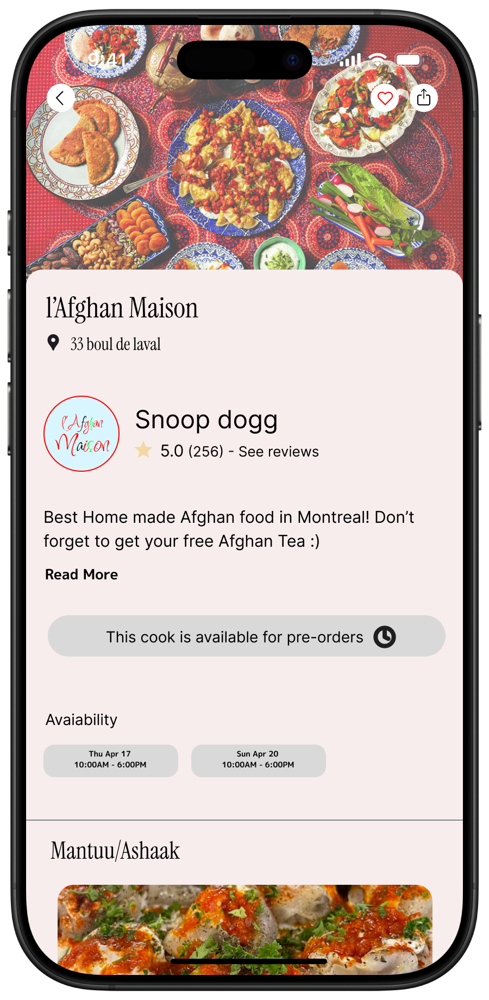 9:41
l’Afghan Maison
33 boul de laval
l'Afghan
Maison
Snoop dogg
5.0 (256) - See reviews
Best Home made Afghan food in Montreal! Don’t
forget to get your free Afghan Tea :)
Read More
This cook is available for pre-orders
Avaiability
Thu Apr 17
10:00AM - 6:00PM
Sun Apr 20
10:00AM - 6:00PM
Mantuu/Ashaak